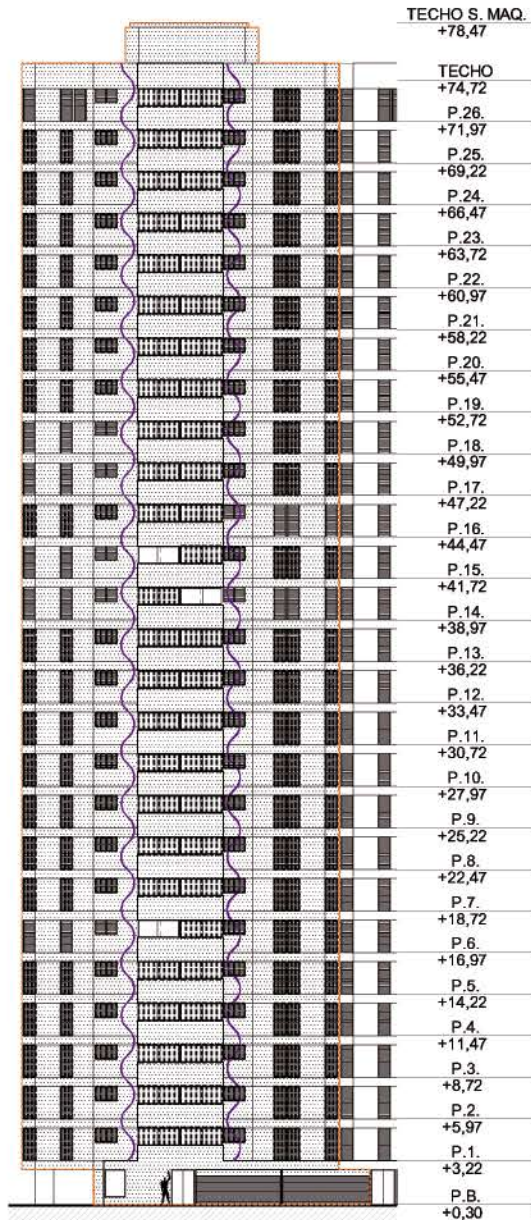 TECHO S. MAQ.
+78,47
TECHO
+74,72
P.26.
+71,97
P.25.
+69,22
P.24.
+66,47
P.23.
+63,72
P.22.
+60,97
P.21.
+58,22
P.20.
+55,47
P.19.
+52,72
P.18.
+49,97
P.17.
+47,22
P.16.
+44,47
P.15.
+41,72
P.14.
+38,97
P.13.
+36,22
P.12.
+33,47
P.11.
+30,72
P.10.
+27,97
P.9.
+25,22
P.8.
+22,47
P.7.
+18,72
P.6.
+16,97
P.5.
+14,22
P.4.
+11,47
P.3.
+8,72
P.2.
+5,97
P.1.
+3,22
P.B.
+0,30